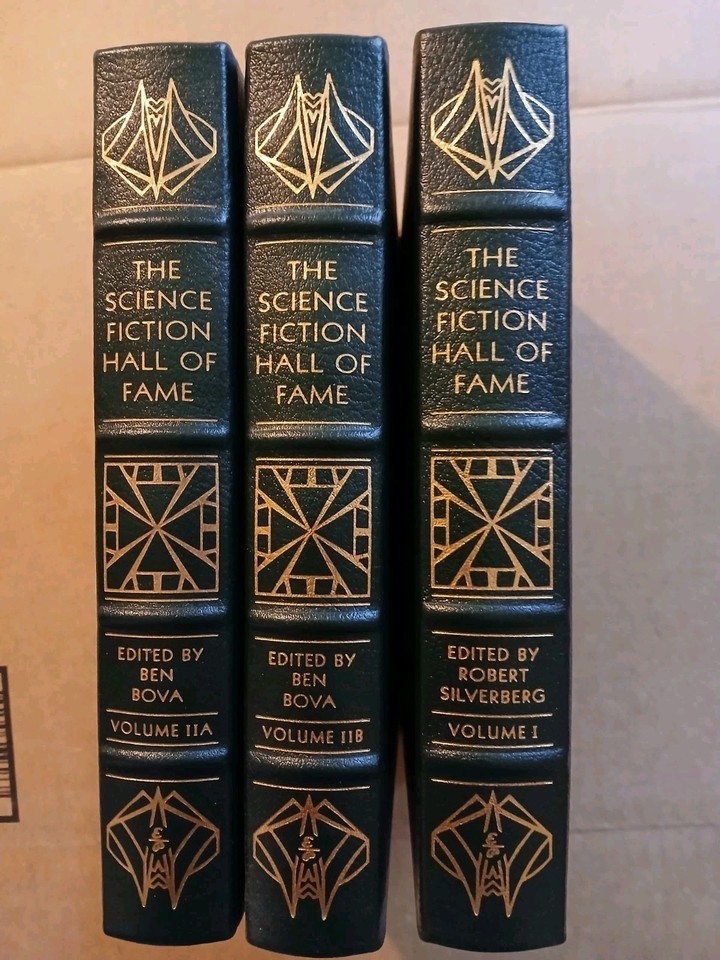 THE
SCIENCE
FICTION
HALL OF
FAME
EDITED BY
BEN
BOVA
VOLUME IIA
THE
SCIENCE
FICTION
HALL OF
FAME
EDITED BY
BEN
BOVA
VOLUME IIB
THE
SCIENCE
FICTION
HALL OF
FAME
EDITED BY
ROBERT
SILVERBERG
VOLUME I